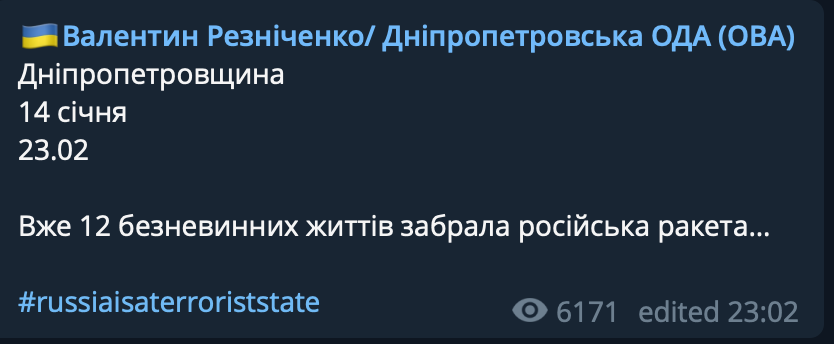 🇺🇦Валентин Резніченко/ Дніпропетровська ОДА (ОВА)
Дніпропетровщина
14 січня
23.02
Вже 12 безневинних життів забрала російська ракета...
#russiaisaterroriststate
6171 edited 23:02